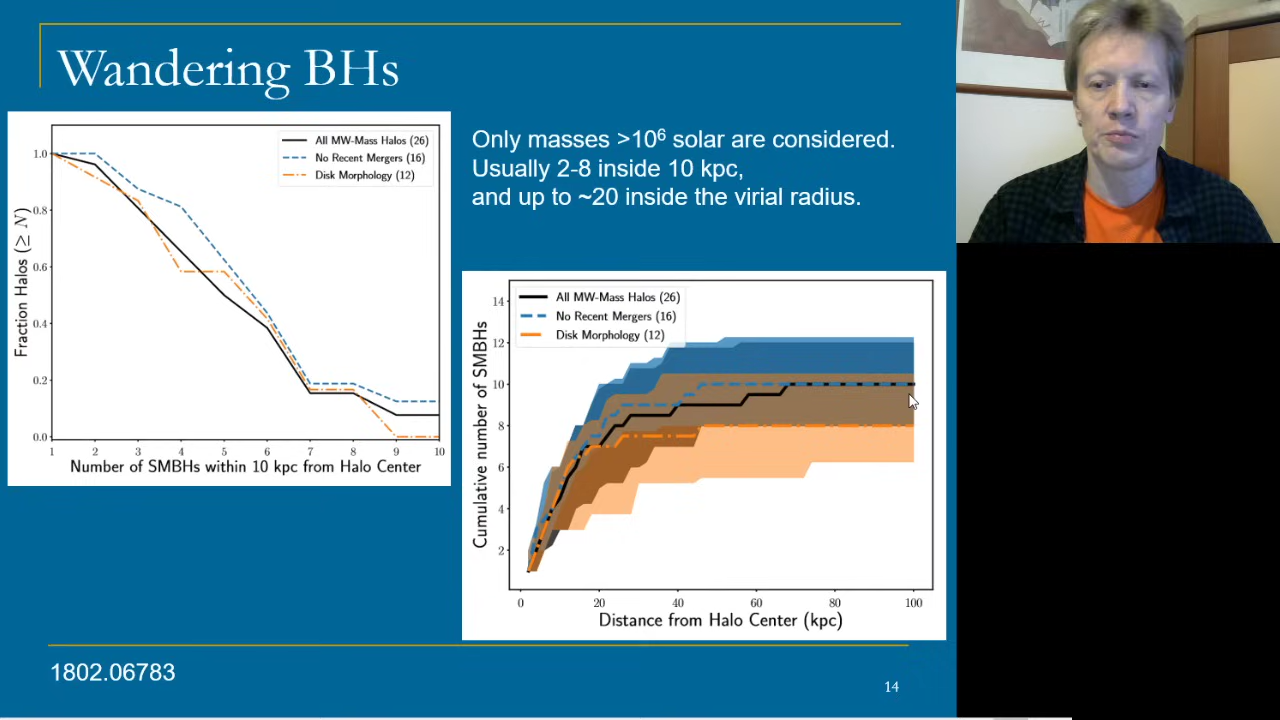 Wandering BHs
All MW-Mass Halos (26)
No Recent Mergers (16)
Disk Morphology (12)
1.0
0.8
0.6
0.4
0.2
0.0
Fraction Halos (≥ N)
1 2 3 4 5 6 7 8 9 10
Number of SMBHs within 10 kpc from Halo Center
Only masses >10⁶ solar are considered.
Usually 2-8 inside 10 kpc,
and up to ~20 inside the virial radius.
All MW-Mass Halos (26)
No Recent Mergers (16)
Disk Morphology (12)
14
12
10
8
6
4
2
Cumulative number of SMBHs
0 20 40 60 80 100
Distance from Halo Center (kpc)
1802.06783
14